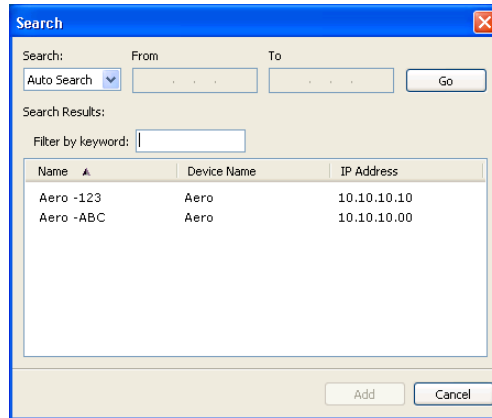 Search
Search: From To
Auto Search . . . . . . Go
Search Results:
Filter by keyword:
Name Device Name IP Address
Aero -123 Aero 10.10.10.10
Aero -ABC Aero 10.10.10.00
Add Cancel